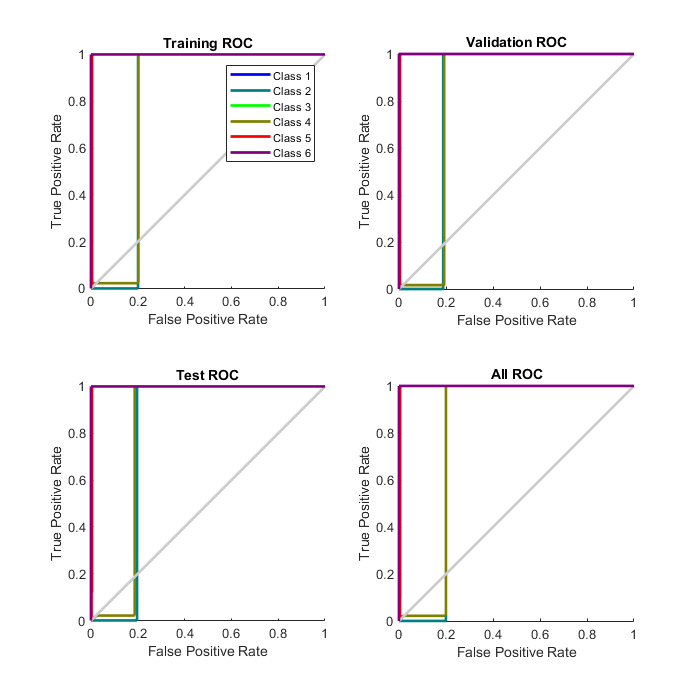 Training ROC
1
0.8
0.6
0.4
0.2
0
True Positive Rate
Class 1
Class 2
Class 3
Class 4
Class 5
Class 6
0 0.2 0.4 0.6 0.8 1
False Positive Rate
Validation ROC
1
0.8
0.6
0.4
0.2
0
True Positive Rate
0 0.2 0.4 0.6 0.8 1
False Positive Rate
Test ROC
1
0.8
0.6
0.4
0.2
0
True Positive Rate
0 0.2 0.4 0.6 0.8 1
False Positive Rate
All ROC
1
0.8
0.6
0.4
0.2
0
True Positive Rate
0 0.2 0.4 0.6 0.8 1
False Positive Rate